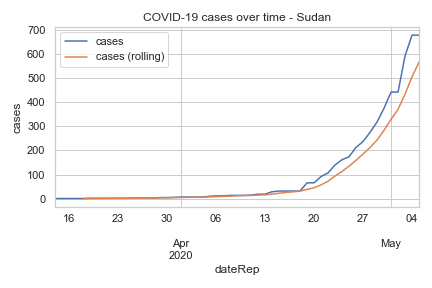 COVID-19 cases over time - Sudan
cases
cases (rolling)
700
600
500
400
300
200
100
0
cases
16 23 30 06 13 20 27 04
Apr May
2020
dateRep